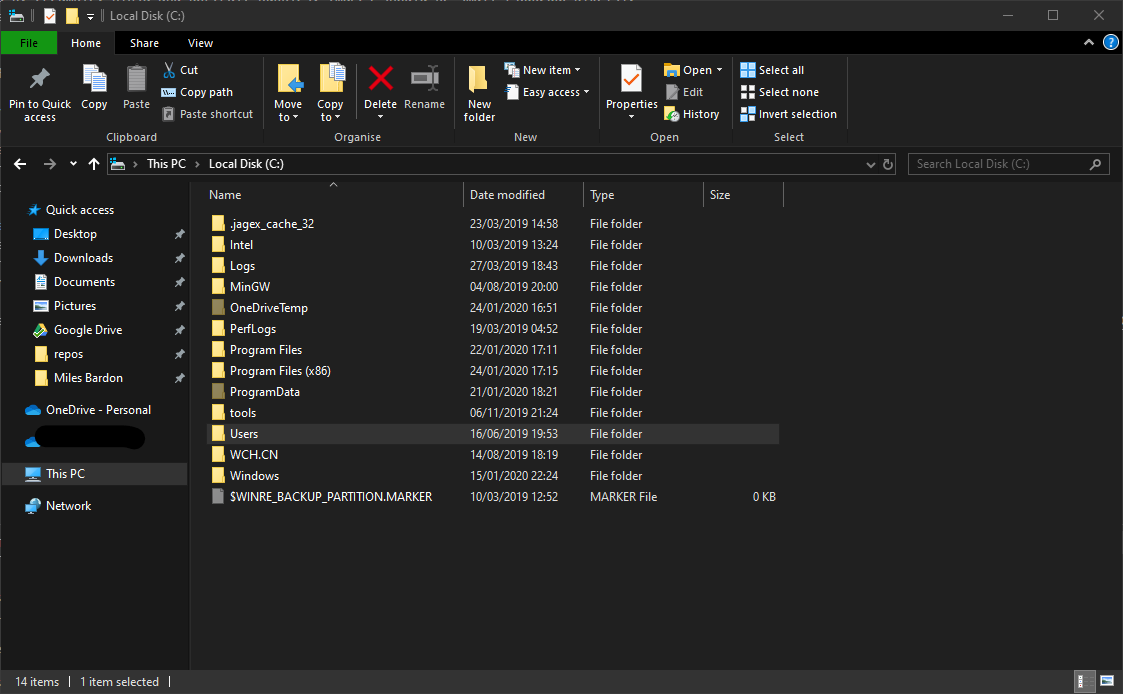 Local Disk (C:)
File Home Share View
Pin to Quick access
Copy
Paste
Cut
Copy path
Paste shortcut
Clipboard
Move to
Copy to
Delete
Rename
Organise
New folder
New item
Easy access
New
Properties
Open
Edit
History
Open
Select all
Select none
Invert selection
Select
This PC > Local Disk (C:)
Search Local Disk (C:)
Quick access
Desktop
Downloads
Documents
Pictures
Google Drive
repos
Miles Bardon
OneDrive - Personal
This PC
Network
Name Date modified Type Size
.jagex_cache_32 23/03/2019 14:58 File folder
Intel 10/03/2019 13:24 File folder
Logs 27/03/2019 18:43 File folder
MinGW 04/08/2019 20:00 File folder
OneDriveTemp 24/01/2020 16:51 File folder
PerfLogs 19/03/2019 04:52 File folder
Program Files 22/01/2020 17:11 File folder
Program Files (x86) 24/01/2020 17:15 File folder
ProgramData 21/01/2020 18:21 File folder
tools 06/11/2019 21:24 File folder
Users 16/06/2019 19:53 File folder
WCH.CN 14/08/2019 18:19 File folder
Windows 15/01/2020 22:24 File folder
$WINRE_BACKUP_PARTITION.MARKER 10/03/2019 12:52 MARKER File 0 KB
14 items | 1 item selected |